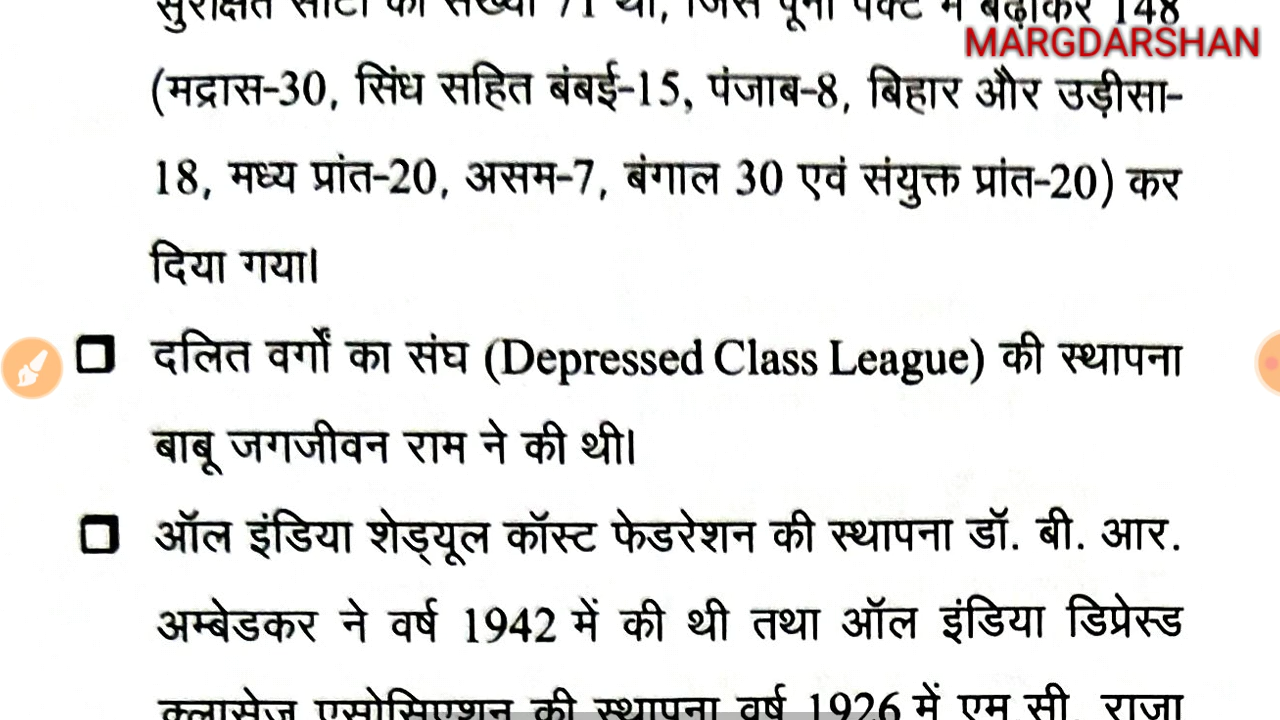 सुरक्षित सीटों की संख्या 71 थी, जिसे पूना पैक्ट में बढ़ाकर 148
MARGDARSHAN
(मद्रास-30, सिंध सहित बंबई-15, पंजाब-8, बिहार और उड़ीसा-
18, मध्य प्रांत-20, असम-7, बंगाल 30 एवं संयुक्त प्रांत-20) कर
दिया गया।
दलित वर्गों का संघ (Depressed Class League) की स्थापना
बाबू जगजीवन राम ने की थी।
ऑल इंडिया शेड्यूल कॉस्ट फेडरेशन की स्थापना डॉ. बी. आर.
अम्बेडकर ने वर्ष 1942 में की थी तथा ऑल इंडिया डिप्रेस्ड
क्लासेज एसोसिएशन की स्थापना वर्ष 1926 में एम.सी. राजा